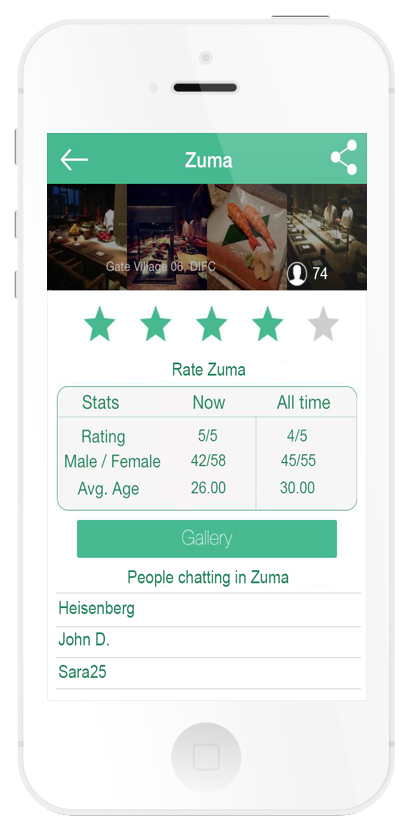 Zuma
Gate Village 06, DIFC
74
Rate Zuma
Stats Now All time
Rating 5/5 4/5
Male / Female 42/58 45/55
Avg. Age 26.00 30.00
Gallery
People chatting in Zuma
Heisenberg
John D.
Sara25